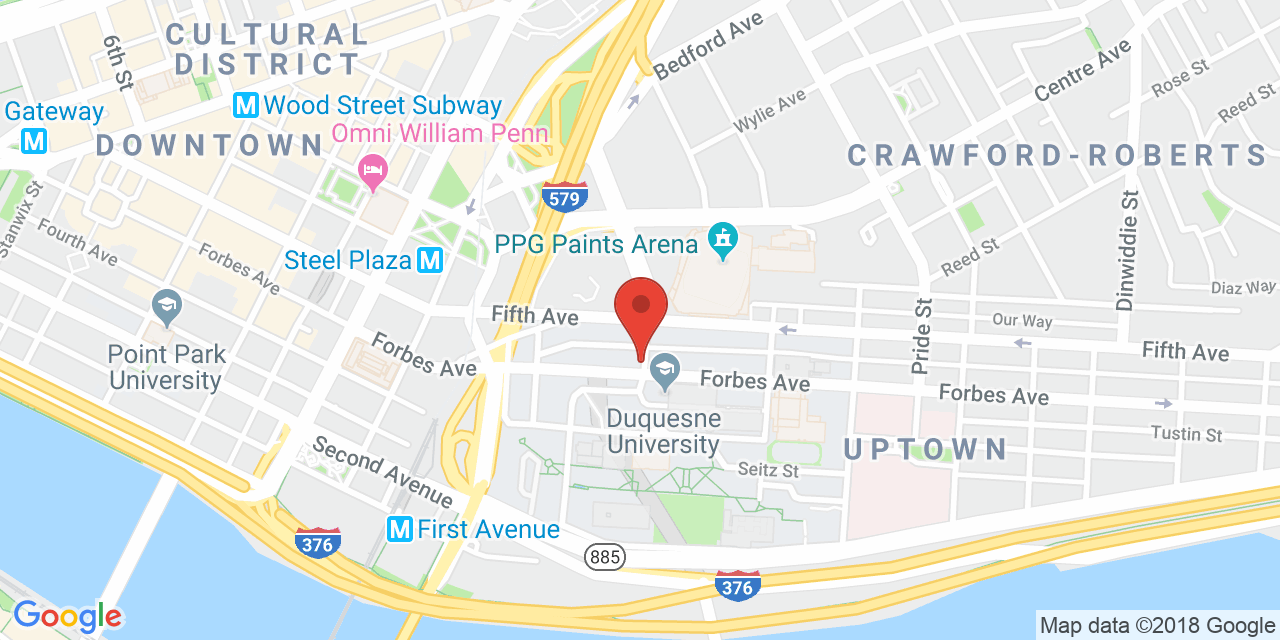 CULTURAL
DISTRICT
6th St
Bedford Ave
Centre Ave
Rose St
Reed St
Gateway
M
M Wood Street Subway
Wylie Ave
DOWNTOWN
Omni William Penn
CRAWFORD-ROBERTS
579
Stanwix St
Fourth Ave
Forbes Ave
Steel Plaza M
PPG Paints Arena
Reed St
Dinwiddie St
Diaz Way
Fifth Ave
Our Way
Pride St
Fifth Ave
Point Park
University
Forbes Ave
Forbes Ave
Forbes Ave
Duquesne
University
UPTOWN
Tustin St
Second Avenue
Seitz St
M First Avenue
376
885
376
Google
Map data ©2018 Google